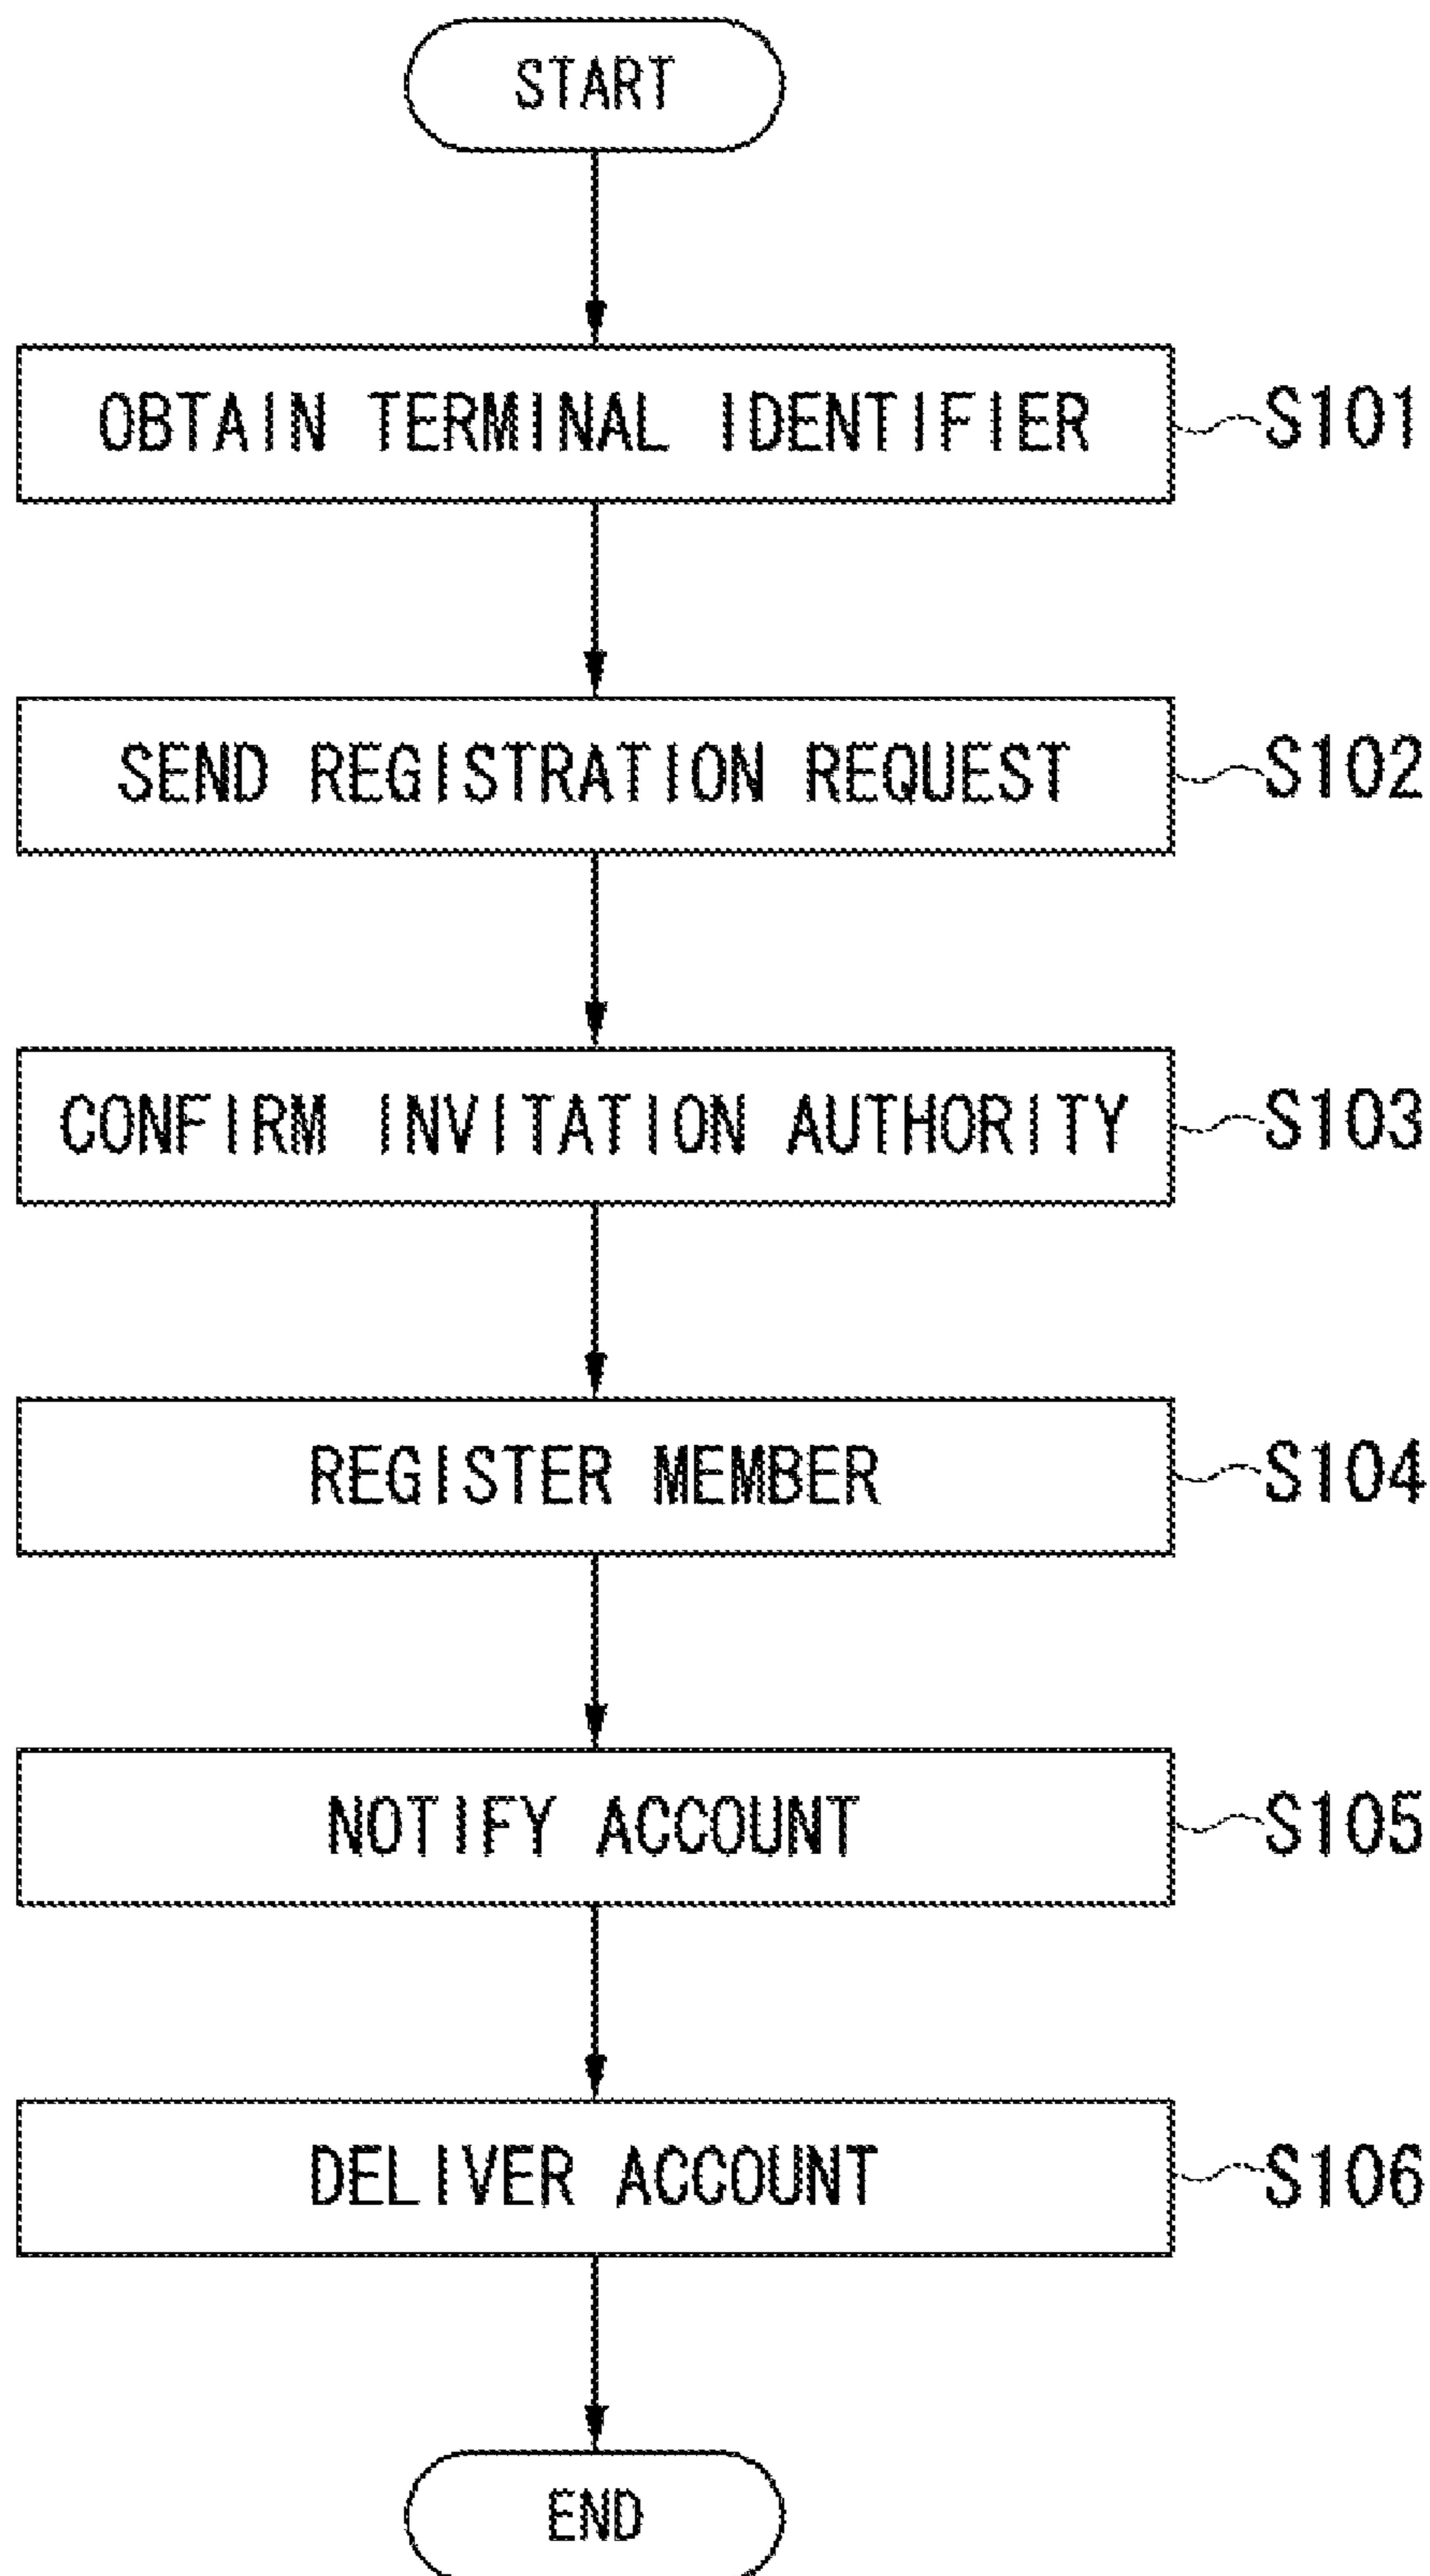 START
OBTAIN TERMINAL IDENTIFIER S101
SEND REGISTRATION REQUEST S102
CONFIRM INVITATION AUTHORITY S103
REGISTER MEMBER S104
NOTIFY ACCOUNT S105
DELIVER ACCOUNT S106
END